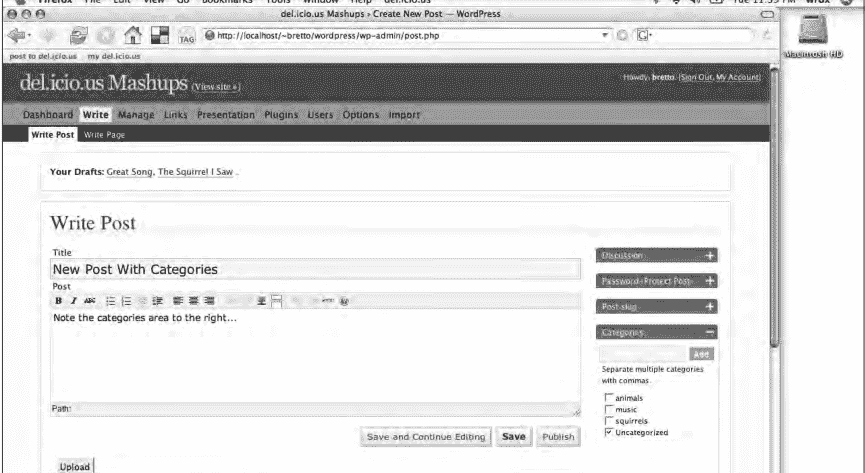 Firefox File Edit View Go Bookmarks Tools Window Help del.icio.us
del.icio.us Mashups › Create New Post — WordPress
TAG http://localhost/~bretto/wordpress/wp-admin/post.php G
post to del.icio.us my del.icio.us
Macintosh HD
del.icio.us Mashups (View site »)
Howdy, bretto. [Sign Out, My Account]
Dashboard Write Manage Links Presentation Plugins Users Options Import
Write Post Write Page
Your Drafts: Great Song, The Squirrel I Saw .
Write Post
Title
New Post With Categories
Post
B I ABC
Note the categories area to the right...
Path:
Save and Continue Editing Save Publish
Upload
Discussion +
Password-Protect Post +
Post slug +
Categories –
Add
Separate multiple categories
with commas.
animals
music
squirrels
Uncategorized